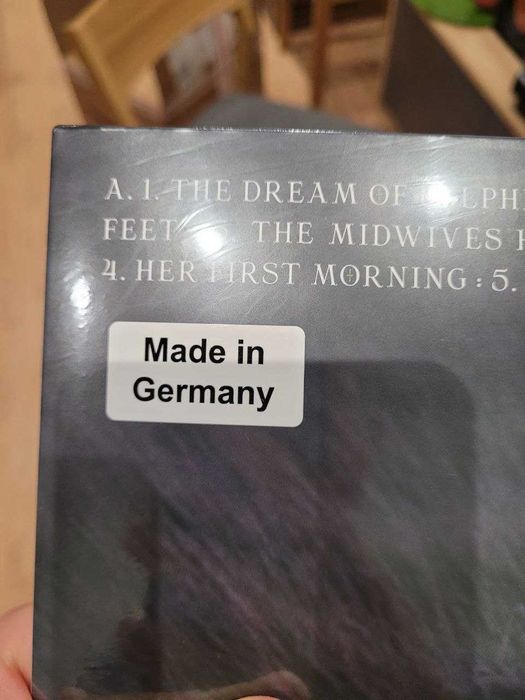 A. 1. THE DREAM OF
FEET THE MIDWIVES
4. HER FIRST MORNING : 5.
Made in
Germany